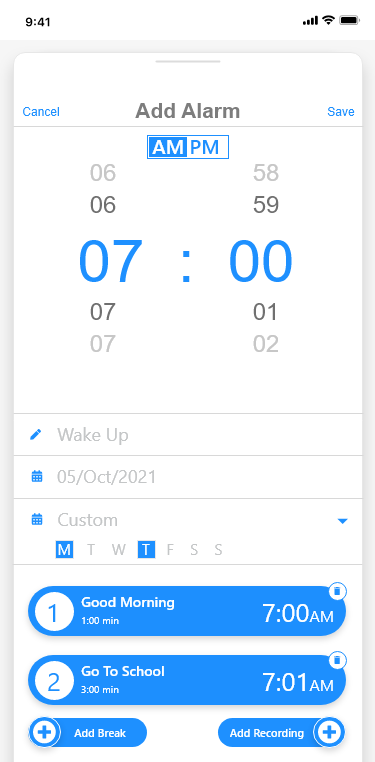 9:41
Cancel Add Alarm Save
AM PM
06 58
06 59
07 : 00
07 01
07 02
Wake Up
05/Oct/2021
Custom
M T W T F S S
1 Good Morning 7:00AM
1:00 min
2 Go To School 7:01AM
3:00 min
Add Break Add Recording